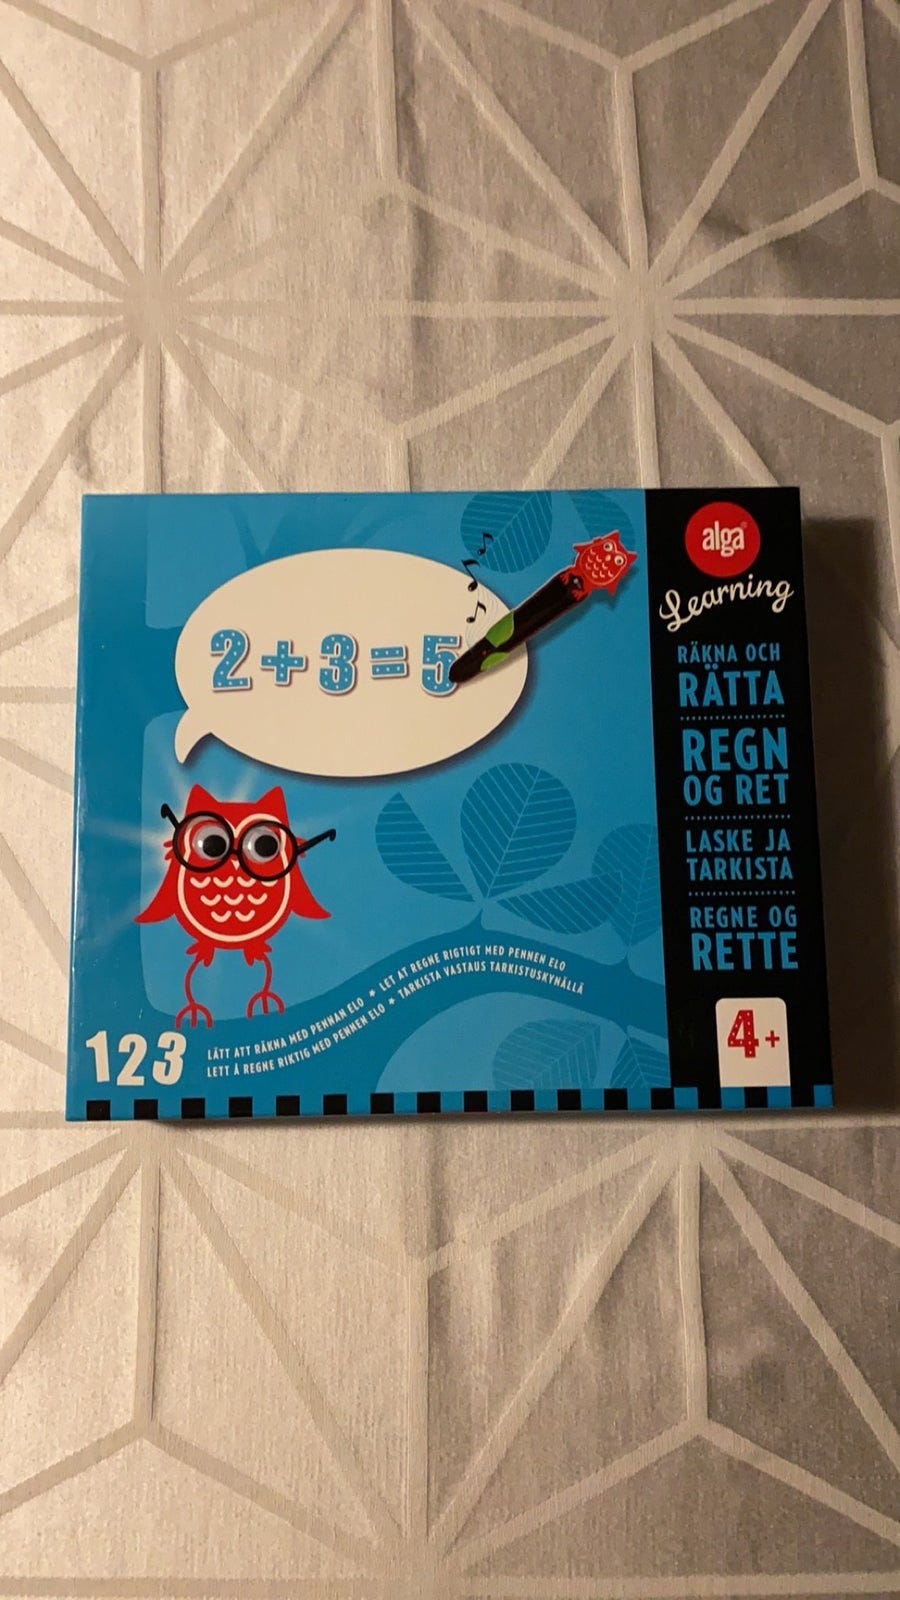 2+3=5
alga
Learning
RÄKNA OCH
RÄTTA
REGN
OG RET
LASKE JA
TARKISTA
REGNE OG
RETTE
4+
123
LÄTT ATT RÄKNA MED PENNAN ELO * LET AT REGNE RIGTIGT MED PENNEN ELO
LETT Å REGNE RIKTIG MED PENNEN ELO * TARKISTA VASTAUS TARKISTUSKYNÄLLÄ